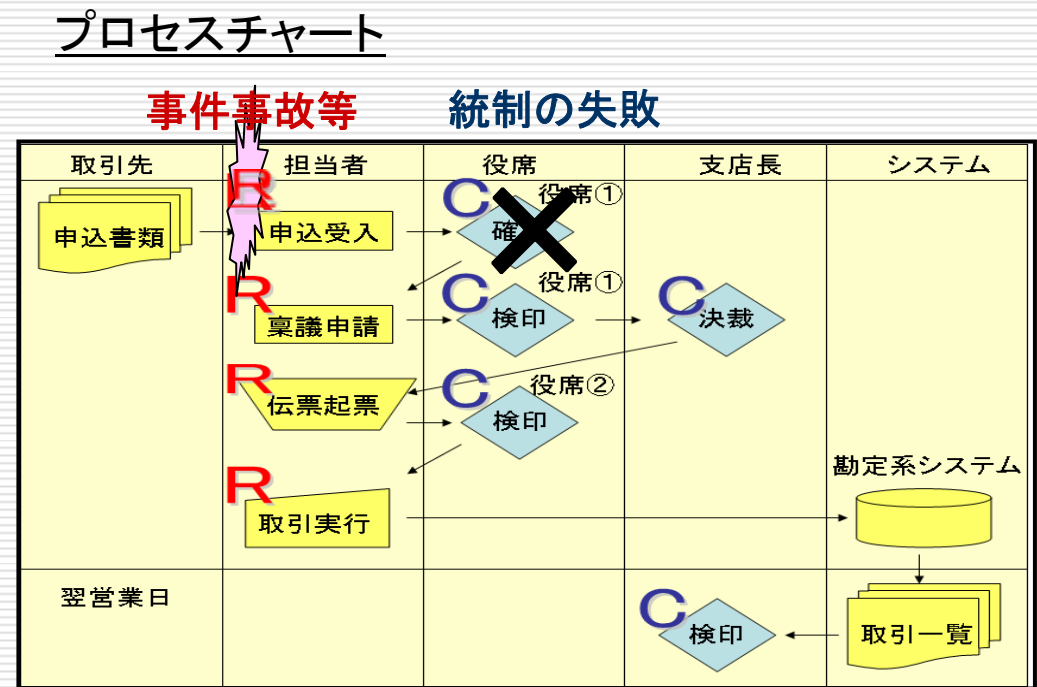 プロセスチャート
事件事故等 統制の失敗
取引先 担当者 役席 支店長 システム
R C 役席①
申込書類 申込受入 確
R C 役席① C
稟議申請 検印 決裁
R C 役席②
伝票起票 検印
R 勘定系システム
取引実行
翌営業日 C
検印 取引一覧